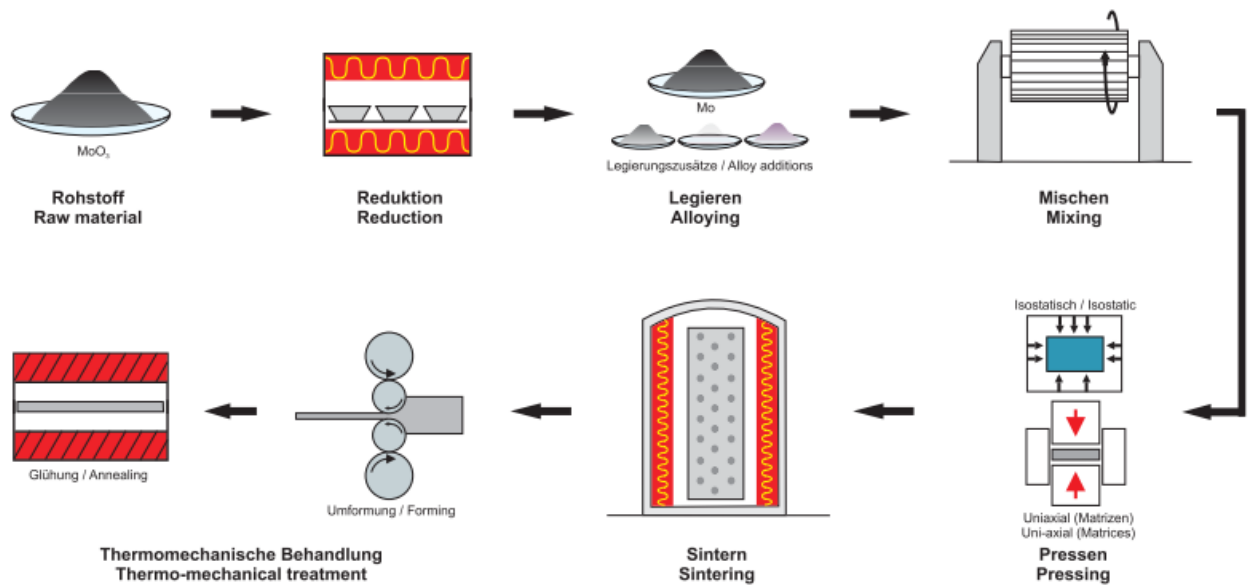 MoO₃
Rohstoff
Raw material
Reduktion
Reduction
Mo
Legierungszusätze / Alloy additions
Legieren
Alloying
Mischen
Mixing
Isostatisch / Isostatic
Uniaxial (Matrizen)
Uni-axial (Matrices)
Pressen
Pressing
Sintern
Sintering
Umformung / Forming
Glühung / Annealing
Thermomechanische Behandlung
Thermo-mechanical treatment